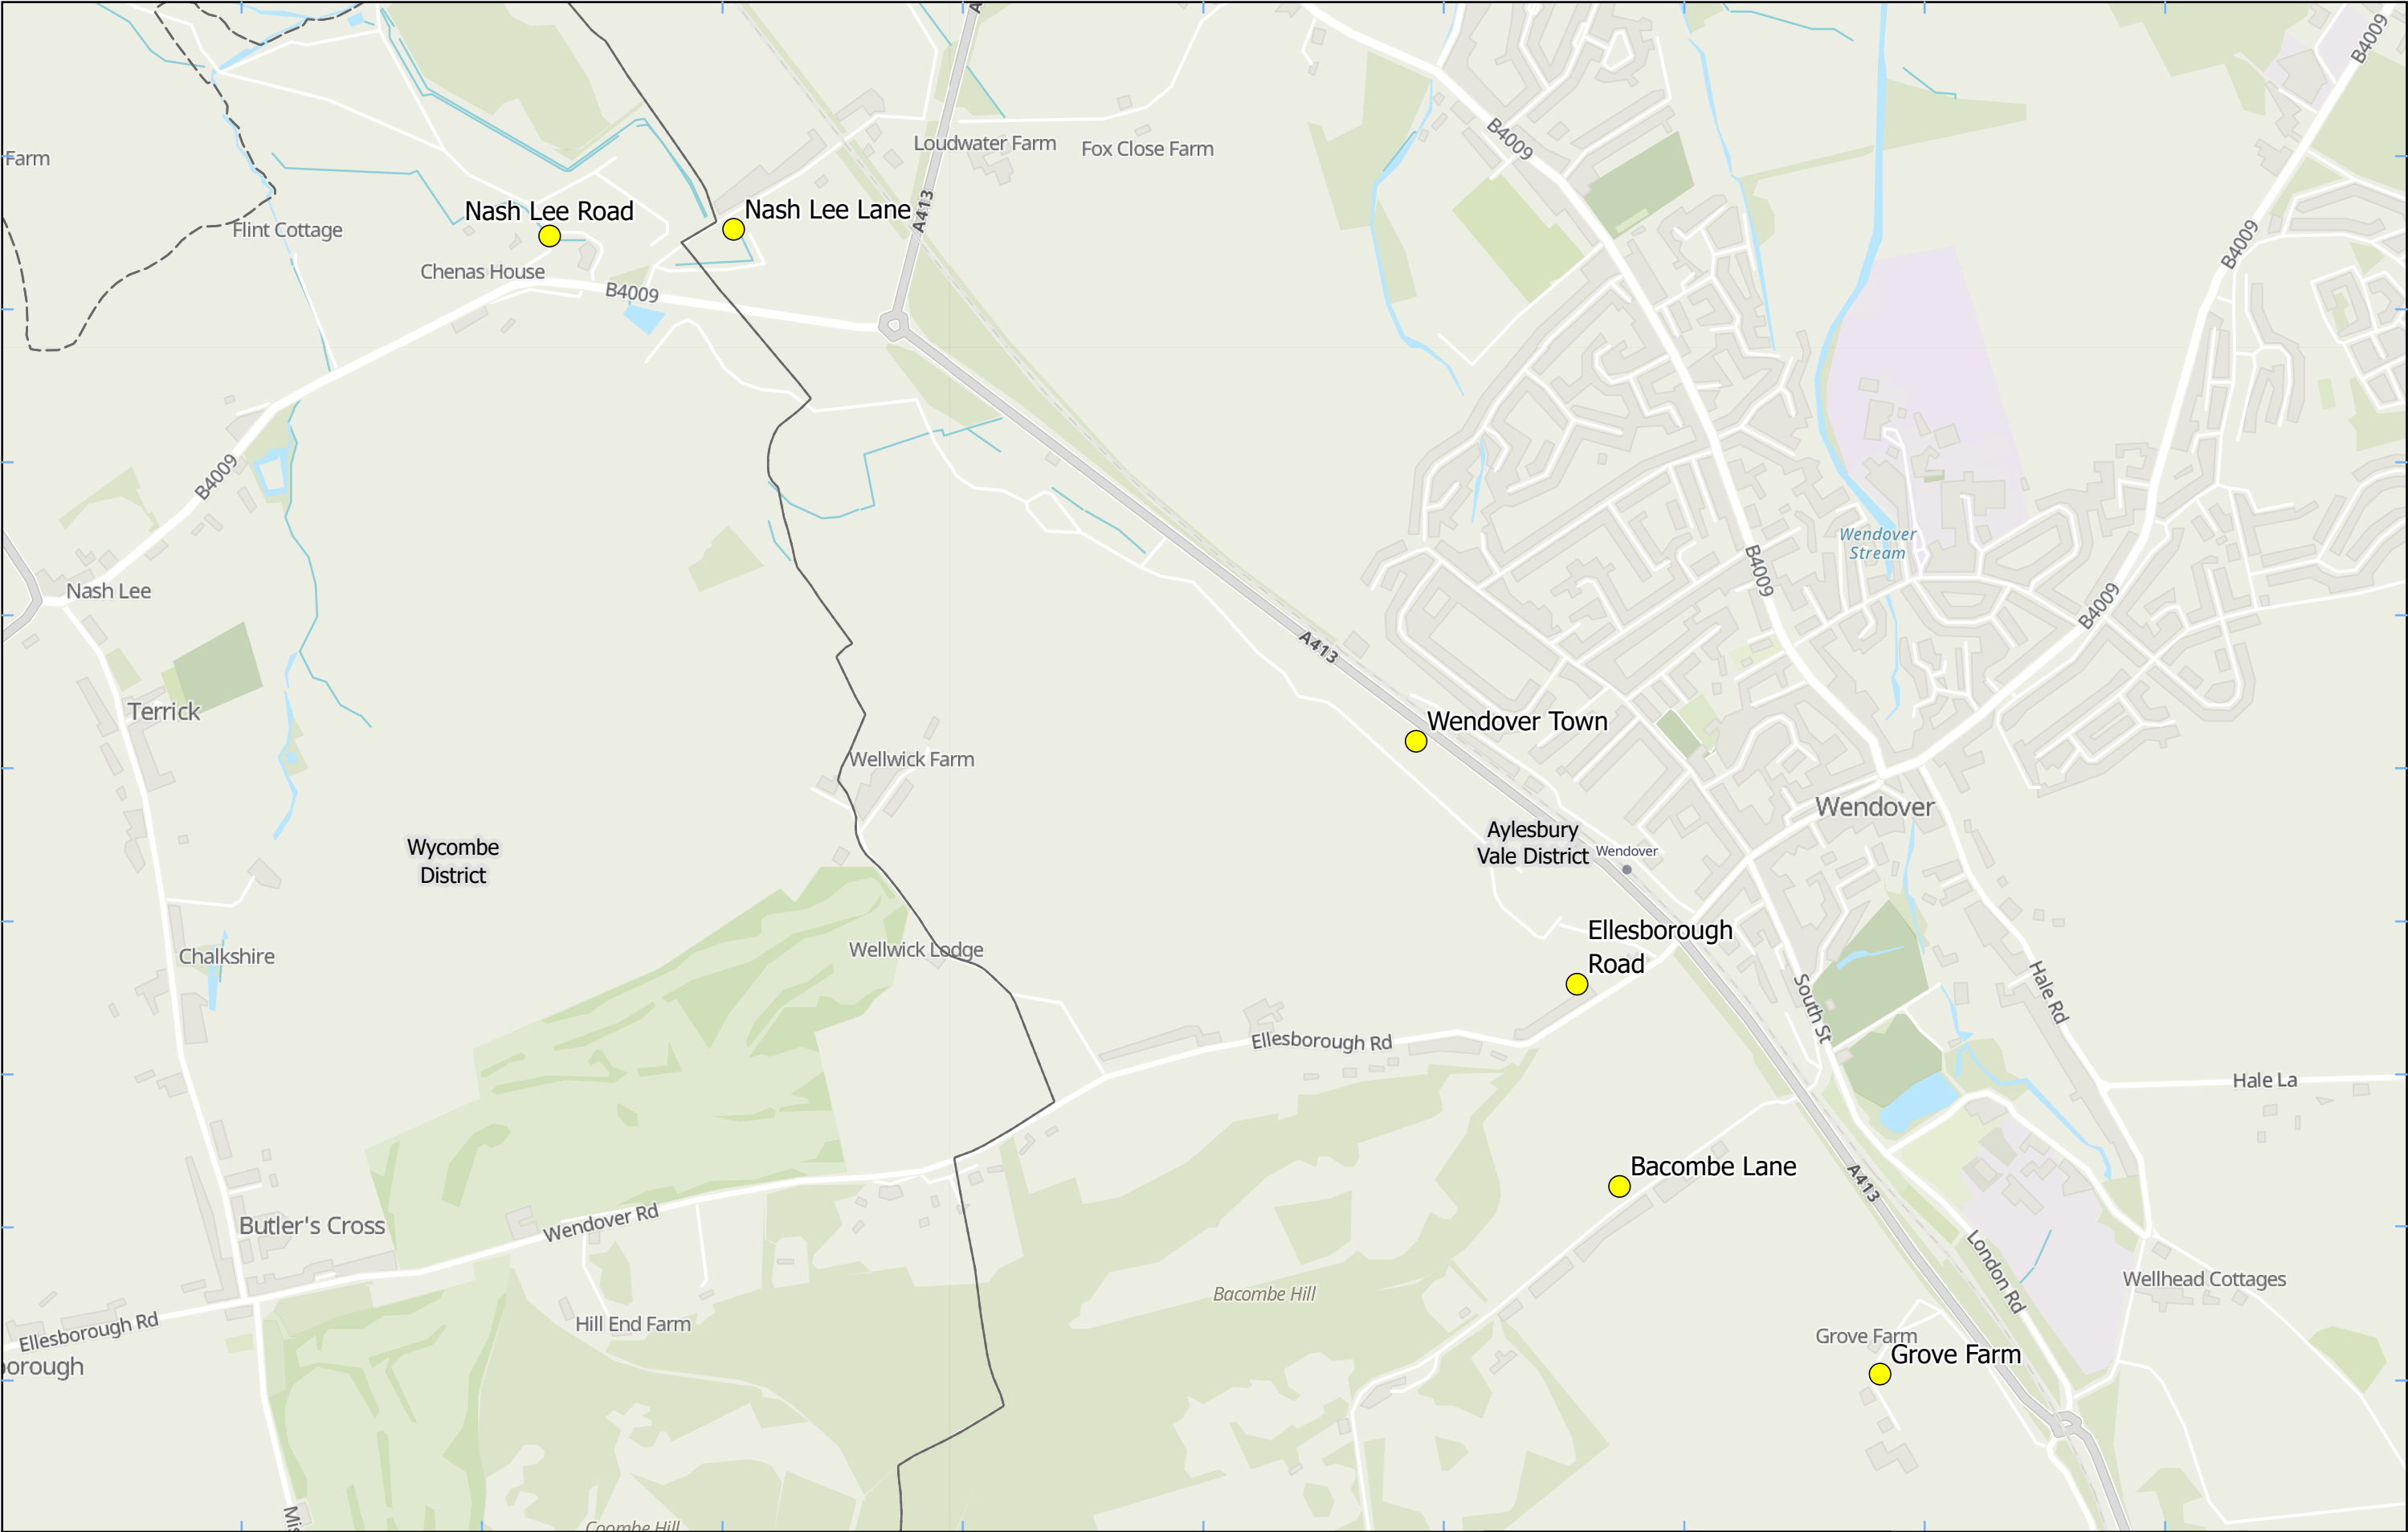 B4009
A413
Loudwater Farm
Fox Close Farm
B4009
Farm
Nash Lee Road
Nash Lee Lane
A413
Flint Cottage
B4009
Chenas House
B4009
B4009
Wendover
Stream
B4009
Nash Lee
B4009
A413
Terrick
Wendover Town
Wellwick Farm
Wendover
Aylesbury
Vale District
Wendover
Wycombe
District
Ellesborough
Road
Wellwick Lodge
Chalkshire
South St
Hale Rd
Ellesborough Rd
Hale La
Bacombe Lane
A413
Butler's Cross
Wendover Rd
London Rd
Wellhead Cottages
Bacombe Hill
Hill End Farm
Ellesborough Rd
Grove Farm
Grove Farm
borough
Mis
Coombe Hill